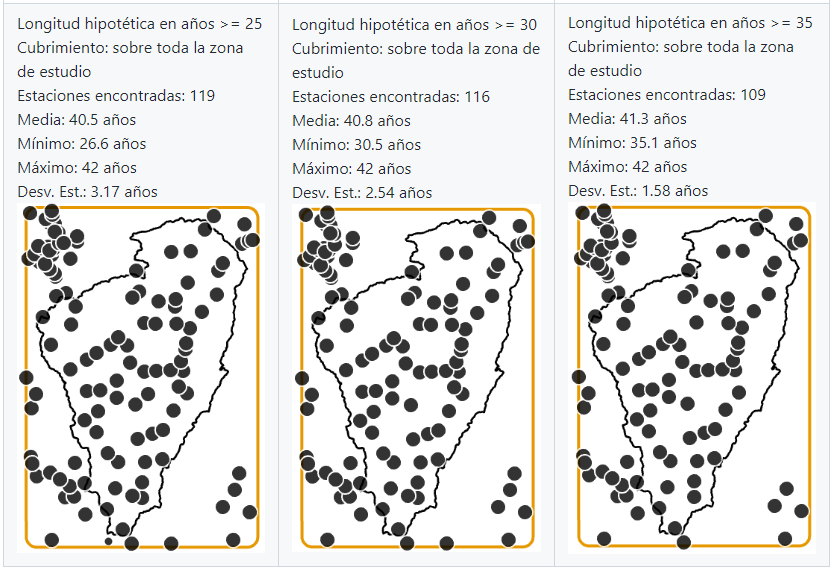 Longitud hipotética en años >= 25
Cubrimiento: sobre toda la zona
de estudio
Estaciones encontradas: 119
Media: 40.5 años
Mínimo: 26.6 años
Máximo: 42 años
Desv. Est.: 3.17 años
Longitud hipotética en años >= 30
Cubrimiento: sobre toda la zona de
estudio
Estaciones encontradas: 116
Media: 40.8 años
Mínimo: 30.5 años
Máximo: 42 años
Desv. Est.: 2.54 años
Longitud hipotética en años >= 35
Cubrimiento: sobre toda la zona
de estudio
Estaciones encontradas: 109
Media: 41.3 años
Mínimo: 35.1 años
Máximo: 42 años
Desv. Est.: 1.58 años